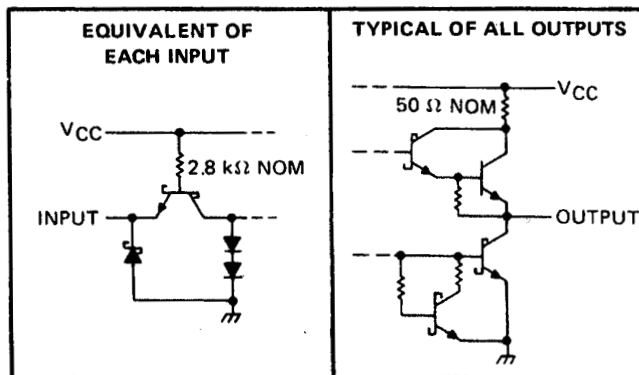 EQUIVALENT OF
EACH INPUT
VCC
2.8 kΩ NOM
INPUT
TYPICAL OF ALL OUTPUTS
VCC
50 Ω NOM
OUTPUT